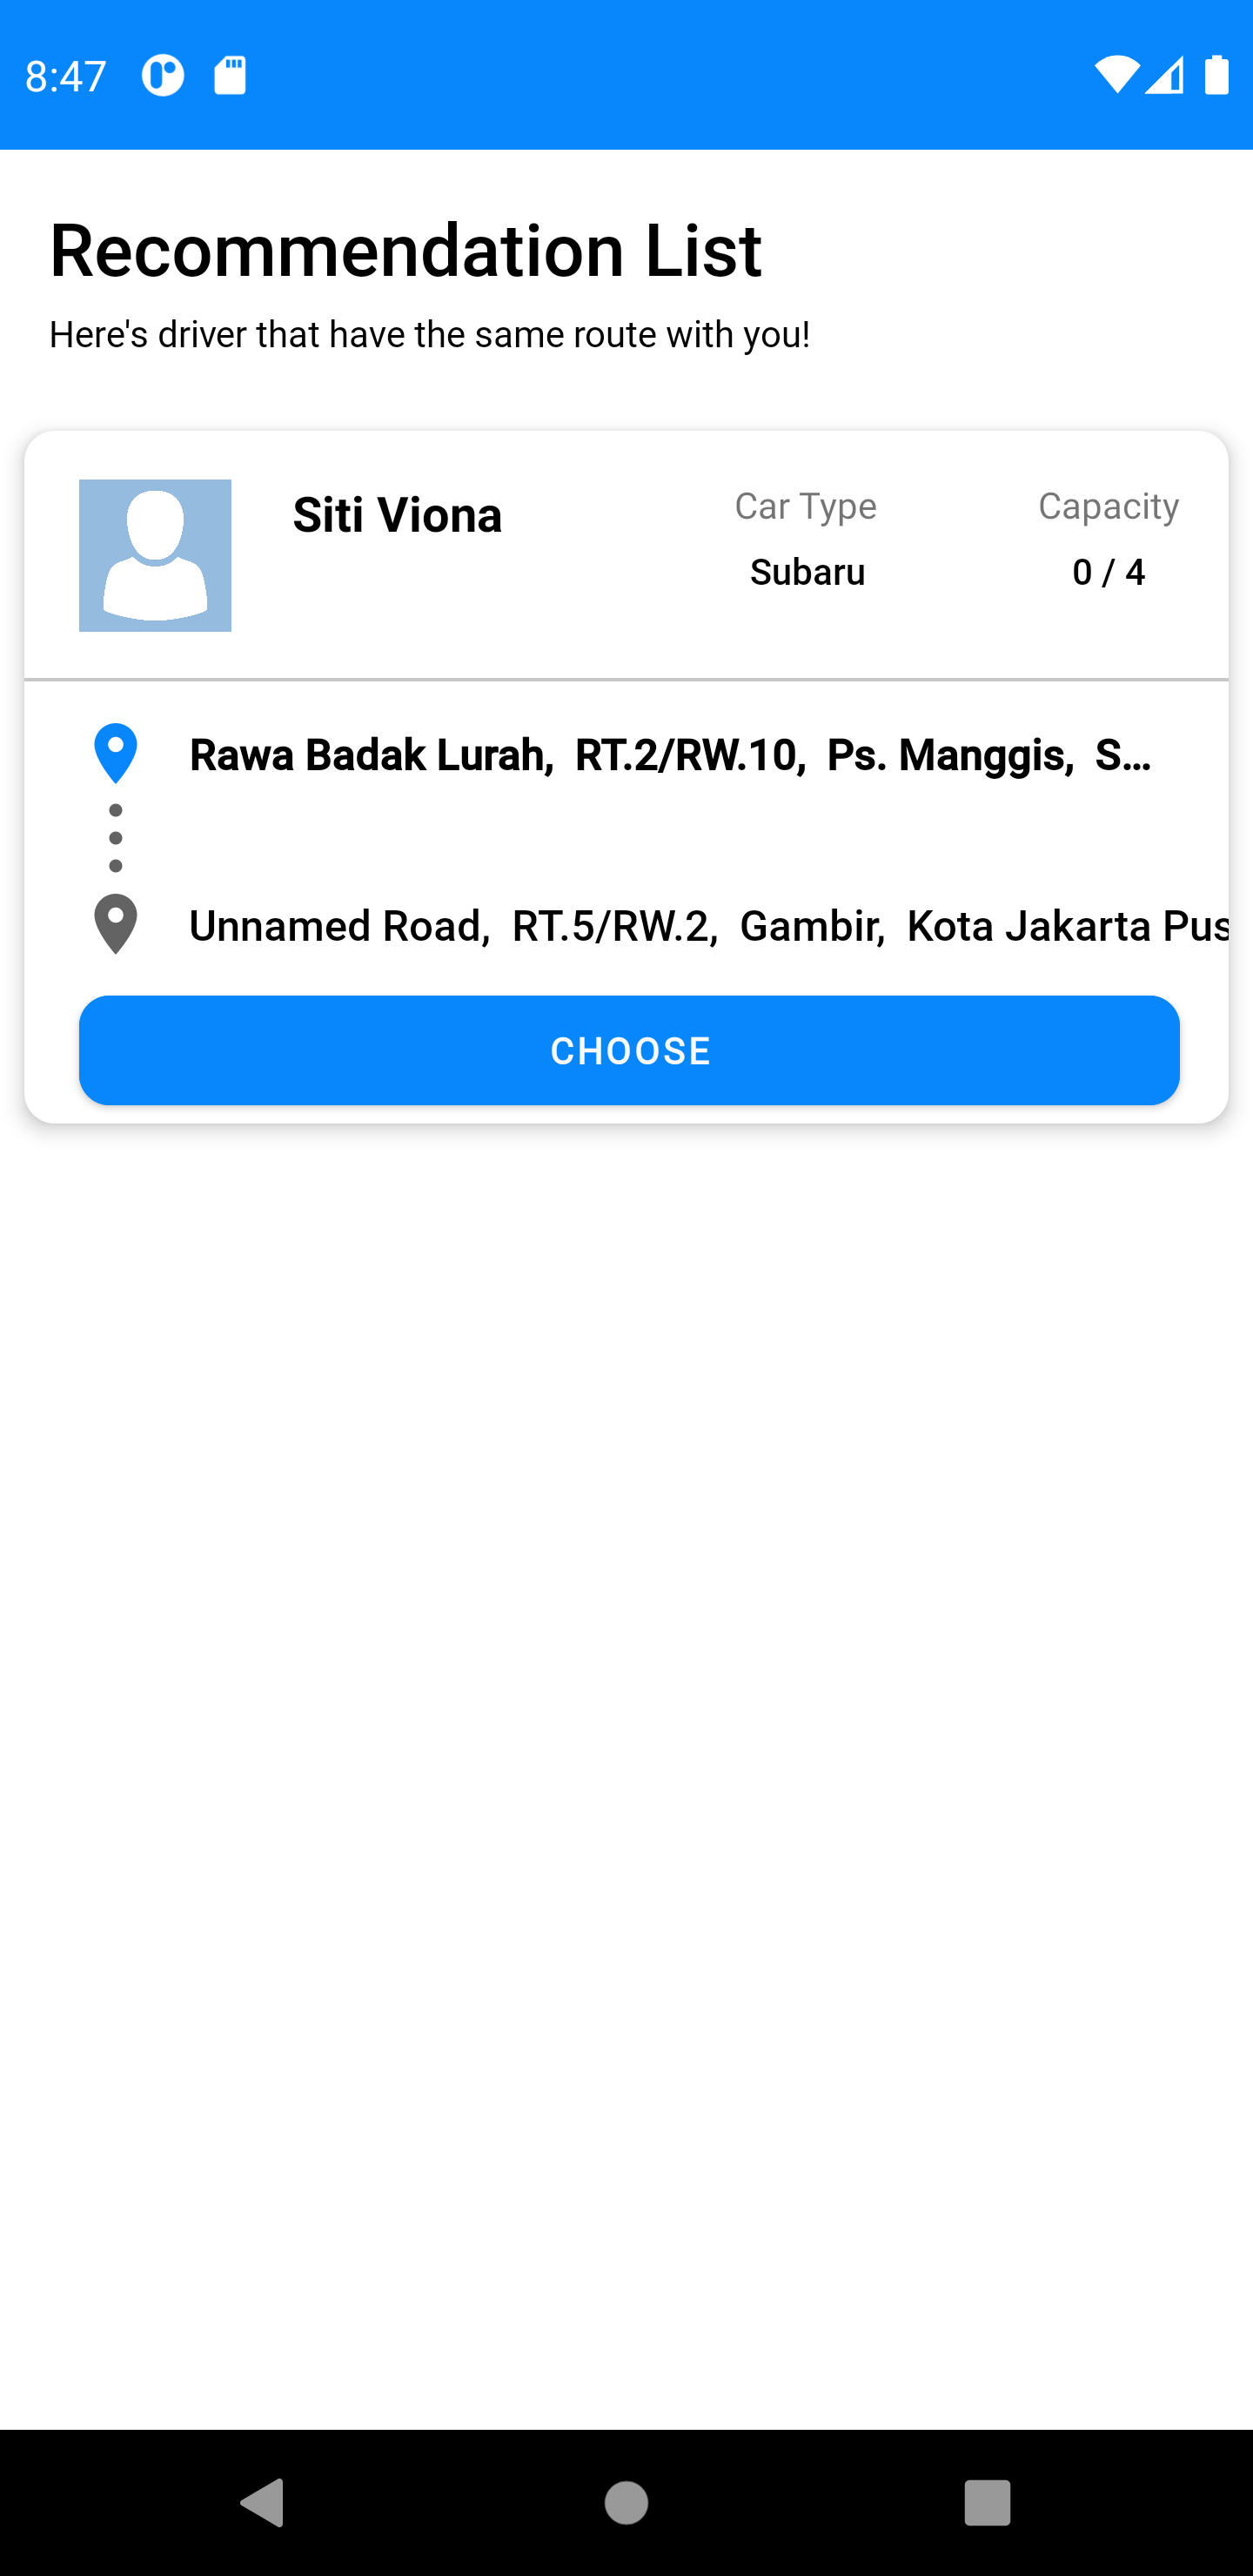 8:47
Recommendation List
Here's driver that have the same route with you!
Siti Viona
Car Type
Capacity
Subaru
0 / 4
Rawa Badak Lurah, RT.2/RW.10, Ps. Manggis, S...
Unnamed Road, RT.5/RW.2, Gambir, Kota Jakarta Pus
CHOOSE